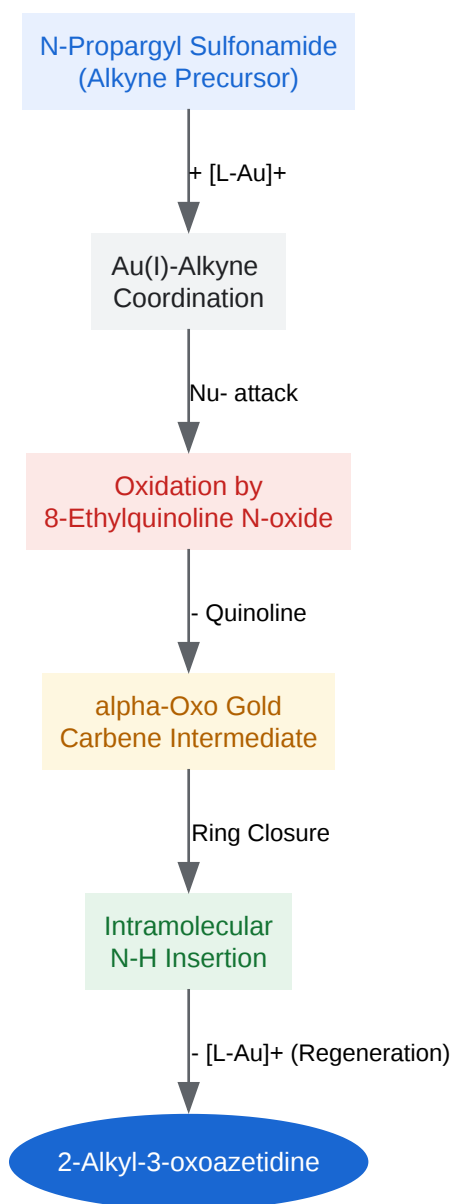 N-Propargyl Sulfonamide
(Alkyne Precursor)
+ [L-Au]+
Au(I)-Alkyne
Coordination
Nu- attack
Oxidation by
8-Ethylquinoline N-oxide
- Quinoline
alpha-Oxo Gold
Carbene Intermediate
Ring Closure
Intramolecular
N-H Insertion
- [L-Au]+ (Regeneration)
2-Alkyl-3-oxoazetidine